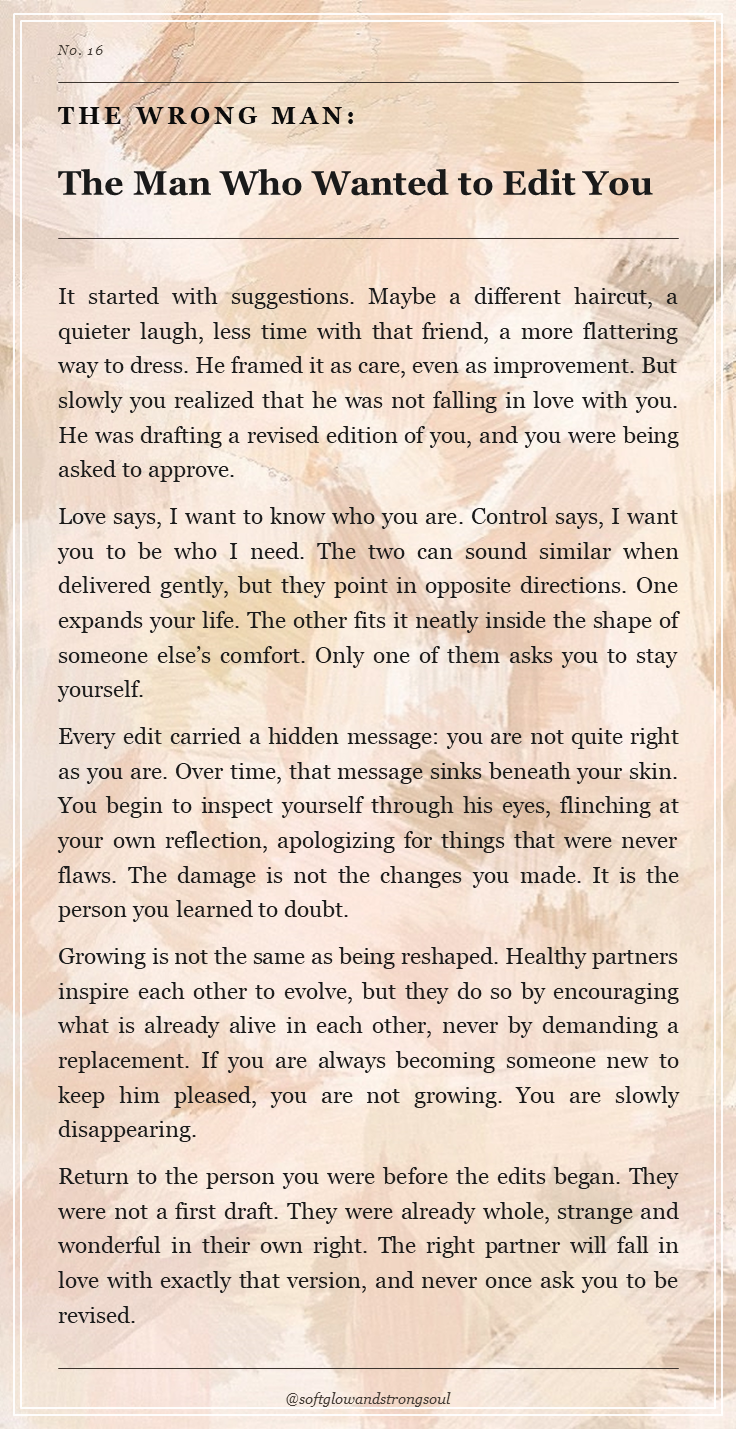 No. 16
THE WRONG MAN:
The Man Who Wanted to Edit You
It started with suggestions. Maybe a different haircut, a
quieter laugh, less time with that friend, a more flattering
way to dress. He framed it as care, even as improvement. But
slowly you realized that he was not falling in love with you.
He was drafting a revised edition of you, and you were being
asked to approve.
Love says, I want to know who you are. Control says, I want
you to be who I need. The two can sound similar when
delivered gently, but they point in opposite directions. One
expands your life. The other fits it neatly inside the shape of
someone else’s comfort. Only one of them asks you to stay
yourself.
Every edit carried a hidden message: you are not quite right
as you are. Over time, that message sinks beneath your skin.
You begin to inspect yourself through his eyes, flinching at
your own reflection, apologizing for things that were never
flaws. The damage is not the changes you made. It is the
person you learned to doubt.
Growing is not the same as being reshaped. Healthy partners
inspire each other to evolve, but they do so by encouraging
what is already alive in each other, never by demanding a
replacement. If you are always becoming someone new to
keep him pleased, you are not growing. You are slowly
disappearing.
Return to the person you were before the edits began. They
were not a first draft. They were already whole, strange and
wonderful in their own right. The right partner will fall in
love with exactly that version, and never once ask you to be
revised.
@softglowandstrongsoul